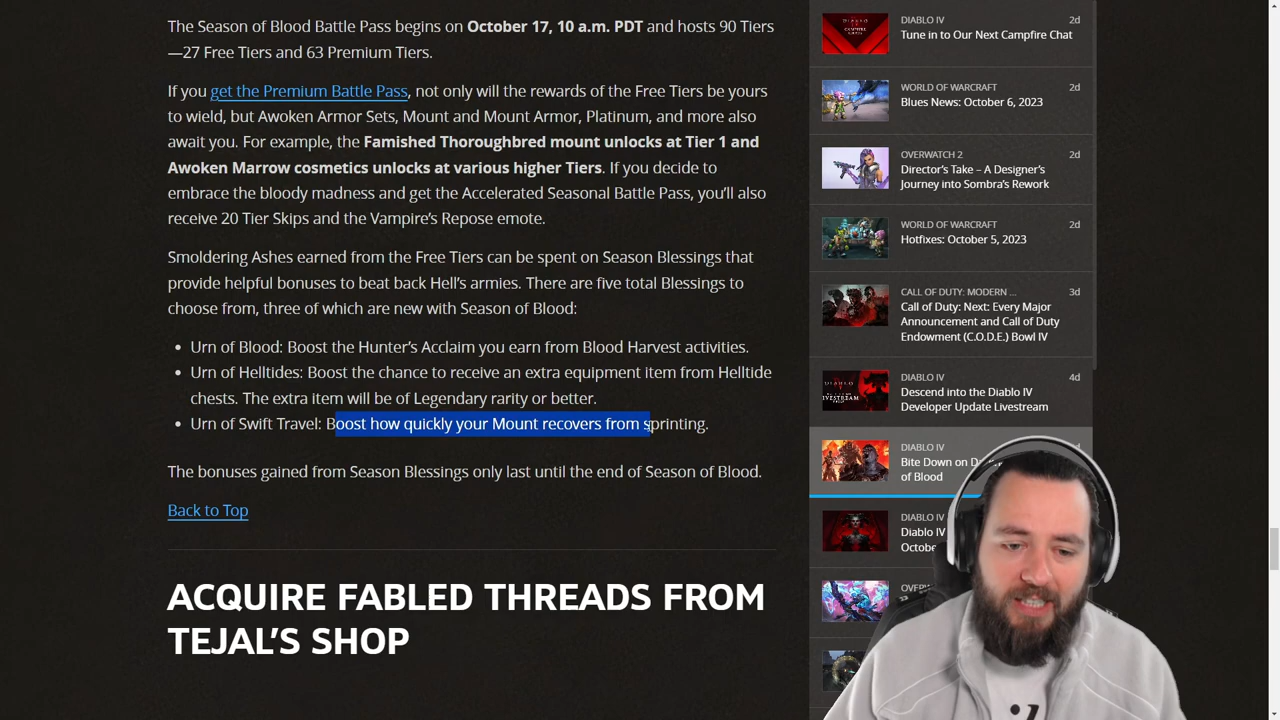 The Season of Blood Battle Pass begins on October 17, 10 a.m. PDT and hosts 90 Tiers
—27 Free Tiers and 63 Premium Tiers.
If you get the Premium Battle Pass, not only will the rewards of the Free Tiers be yours
to wield, but Awoken Armor Sets, Mount and Mount Armor, Platinum, and more also
await you. For example, the Famished Thoroughbred mount unlocks at Tier 1 and
Awoken Marrow cosmetics unlocks at various higher Tiers. If you decide to
embrace the bloody madness and get the Accelerated Seasonal Battle Pass, you’ll also
receive 20 Tier Skips and the Vampire’s Repose emote.
Smoldering Ashes earned from the Free Tiers can be spent on Season Blessings that
provide helpful bonuses to beat back Hell’s armies. There are five total Blessings to
choose from, three of which are new with Season of Blood:
• Urn of Blood: Boost the Hunter’s Acclaim you earn from Blood Harvest activities.
• Urn of Helltides: Boost the chance to receive an extra equipment item from Helltide
chests. The extra item will be of Legendary rarity or better.
• Urn of Swift Travel: Boost how quickly your Mount recovers from sprinting.
The bonuses gained from Season Blessings only last until the end of Season of Blood.
Back to Top
ACQUIRE FABLED THREADS FROM
TEJAL’S SHOP
DIABLO IV 2d
Tune in to Our Next Campfire Chat
WORLD OF WARCRAFT 2d
Blues News: October 6, 2023
OVERWATCH 2 2d
Director’s Take – A Designer’s
Journey into Sombra’s Rework
WORLD OF WARCRAFT 2d
Hotfixes: October 5, 2023
CALL OF DUTY: MODERN ... 3d
Call of Duty: Next: Every Major
Announcement and Call of Duty
Endowment (C.O.D.E.) Bowl IV
DIABLO IV 4d
Descend into the Diablo IV
Developer Update Livestream
DIABLO IV
Bite Down on
of Blood
DIABLO IV
Diablo IV